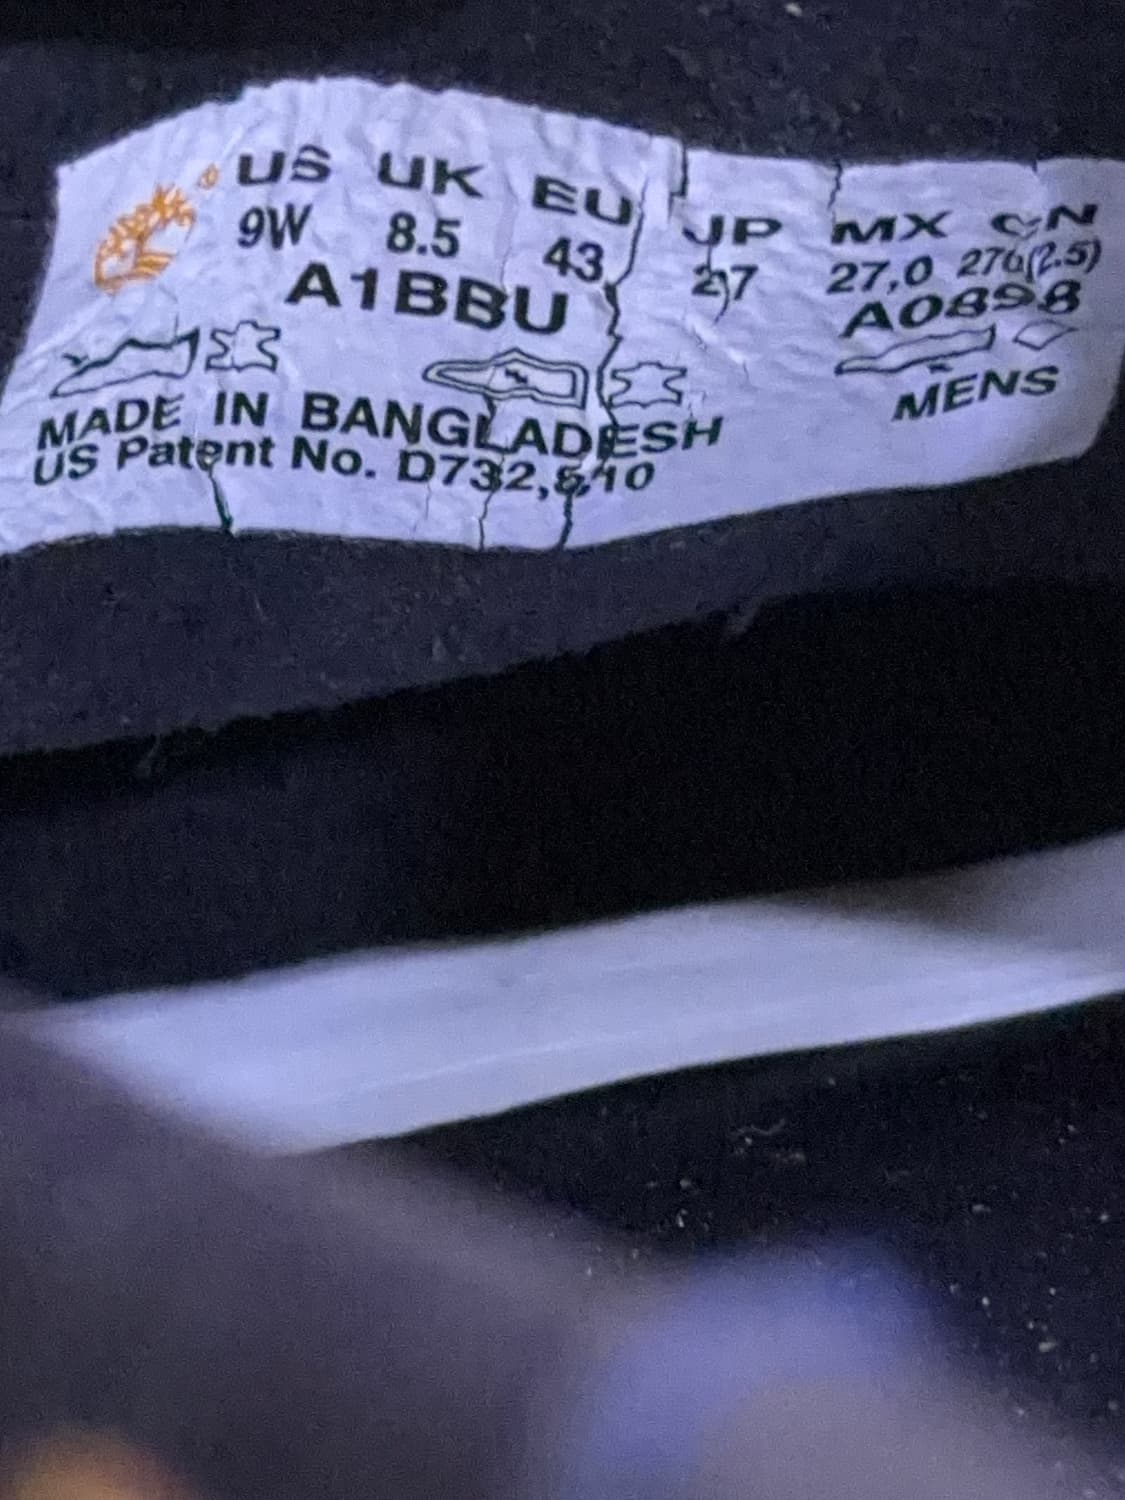 ® US UK EU JP MX CN
9W 8.5 43 27 27,0 270(2.5)
A1BBU A0898
MADE IN BANGLADESH MENS
US Patent No. D732,810